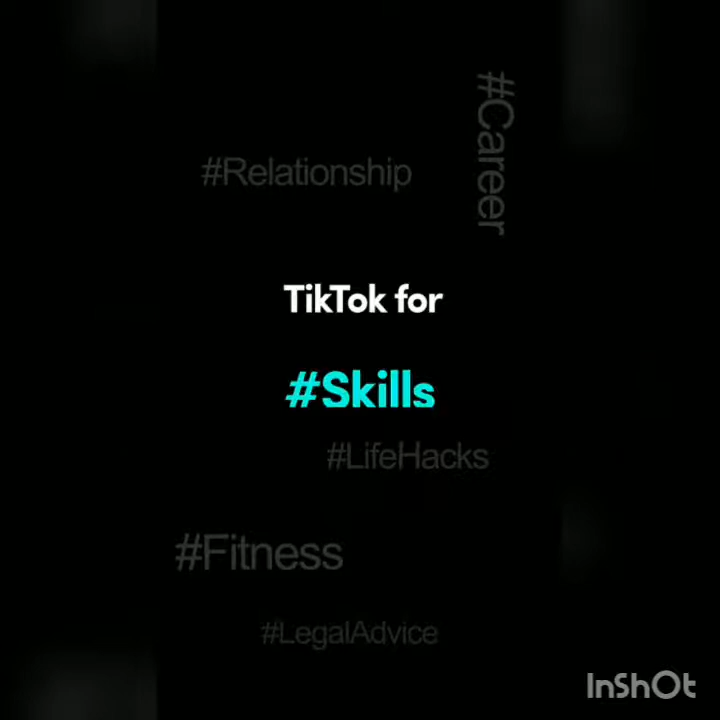 #Career
#Relationship
TikTok for
#Skills
#LifeHacks
#Fitness
#LegalAdvice
InShOt